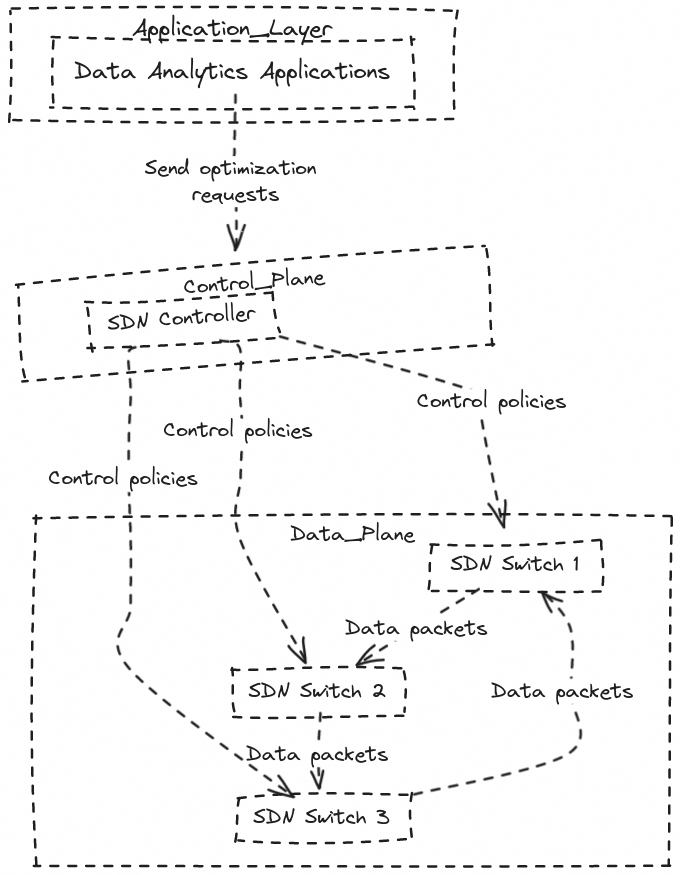 Application_Layer
Data Analytics Applications
Send optimization
requests
Control_Plane
SDN Controller
Control policies
Control policies
Control policies
Data_Plane
SDN Switch 1
Data packets
SDN Switch 2
Data packets
Data packets
SDN Switch 3